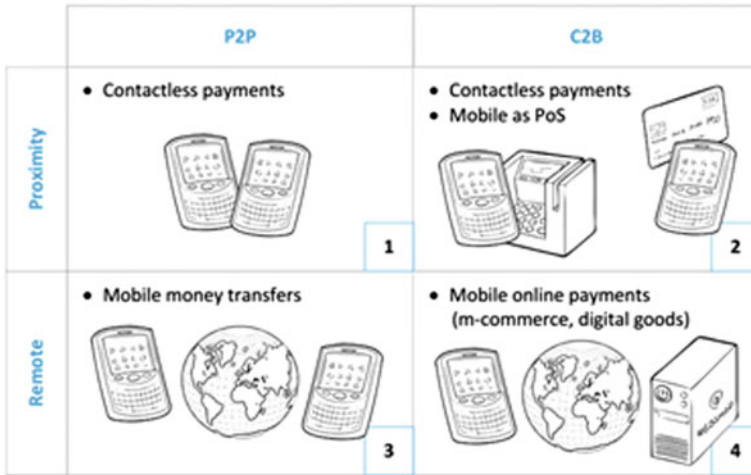 P2P
C2B
Proximity
• Contactless payments
1
• Contactless payments
• Mobile as PoS
2
Remote
• Mobile money transfers
3
• Mobile online payments
(m-commerce, digital goods)
4